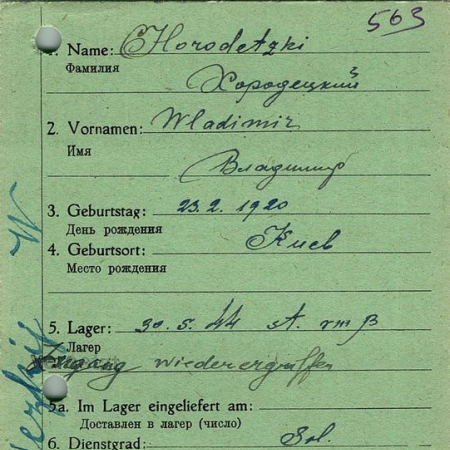 563
1. Name: Chorodetzki
Фамилия
Хородецкий
2. Vornamen: Wladimir
Имя
Владимир
3. Geburtstag: 23.2.1920
День рождения
4. Geburtsort: Киев
Место рождения
5. Lager: 30.5.44
Лагер
wiederergriffen
5a. Im Lager eingeliefert am:
Доставлен в лагер (число)
6. Dienstgrad: Sol.